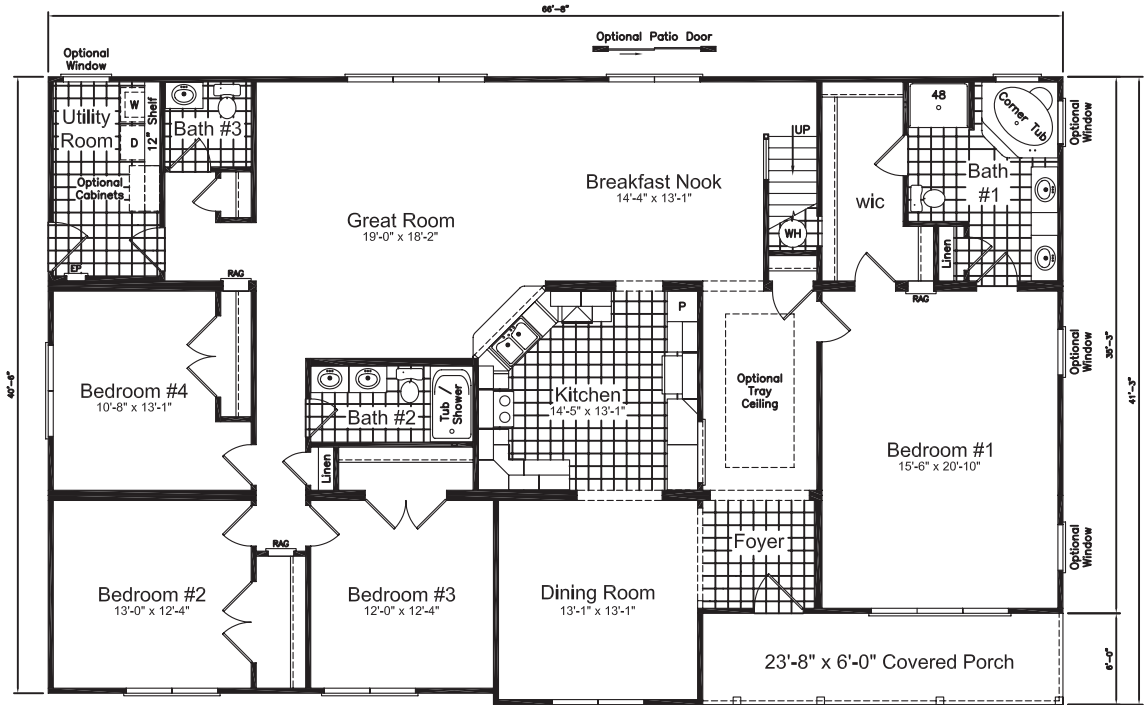 66'-8"
Optional Patio Door
Optional
Window
Utility
Room
W
D
12" Shelf
Optional
Cabinets
EP
Bath #3
RAG
Great Room
19'-0" x 18'-2"
Breakfast Nook
14'-4" x 13'-1"
UP
WH
wic
48
Corner Tub
Bath
#1
Linen
RAG
Optional
Window
40'-6"
Bedroom #4
10'-8" x 13'-1"
Bath #2
Tub /
Shower
Linen
Kitchen
14'-5" x 13'-1"
P
Optional
Tray
Ceiling
Bedroom #1
15'-6" x 20'-10"
Optional
Window
35'-3"
41'-3"
Optional
Window
RAG
Bedroom #2
13'-0" x 12'-4"
Bedroom #3
12'-0" x 12'-4"
Dining Room
13'-1" x 13'-1"
Foyer
23'-8" x 6'-0" Covered Porch
6'-0"